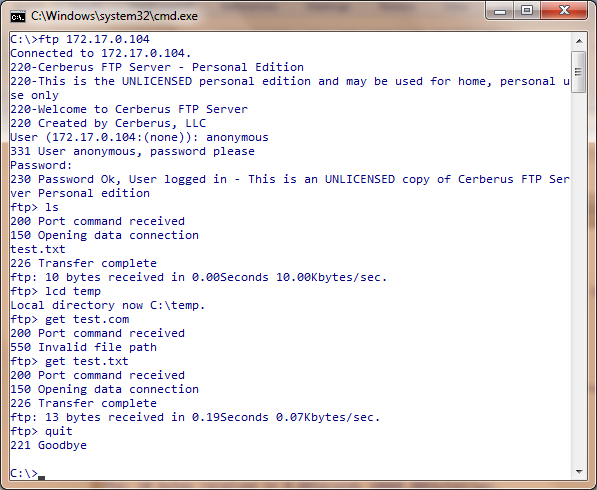 C:\Windows\system32\cmd.exe
C:\>ftp 172.17.0.104
Connected to 172.17.0.104.
220-Cerberus FTP Server - Personal Edition
220-This is the UNLICENSED personal edition and may be used for home, personal u
se only
220-Welcome to Cerberus FTP Server
220 Created by Cerberus, LLC
User (172.17.0.104:(none)): anonymous
331 User anonymous, password please
Password:
230 Password Ok, User logged in - This is an UNLICENSED copy of Cerberus FTP Ser
ver Personal edition
ftp> ls
200 Port command received
150 Opening data connection
test.txt
226 Transfer complete
ftp: 10 bytes received in 0.00Seconds 10.00Kbytes/sec.
ftp> lcd temp
Local directory now C:\temp.
ftp> get test.com
200 Port command received
550 Invalid file path
ftp> get test.txt
200 Port command received
150 Opening data connection
226 Transfer complete
ftp: 13 bytes received in 0.19Seconds 0.07Kbytes/sec.
ftp> quit
221 Goodbye
C:\>